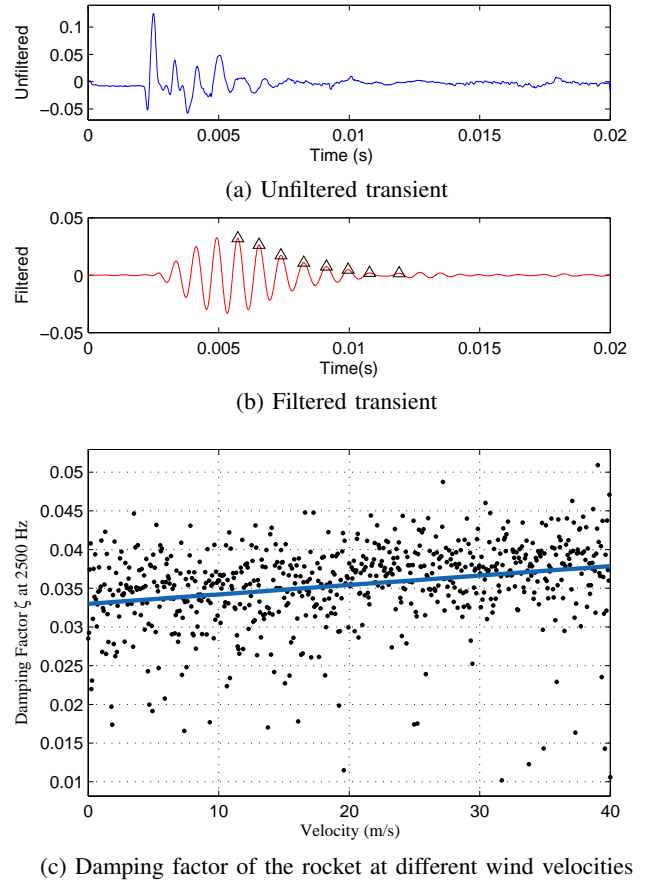 Unfiltered
0.1
0.05
0
−0.05
0 0.005 0.01 0.015 0.02
Time (s)
(a) Unfiltered transient
Filtered
0.05
0
−0.05
0 0.005 0.01 0.015 0.02
Time(s)
(b) Filtered transient
Damping Factor ζ at 2500 Hz
0.05
0.045
0.04
0.035
0.03
0.025
0.02
0.015
0.01
0 10 20 30 40
Velocity (m/s)
(c) Damping factor of the rocket at different wind velocities